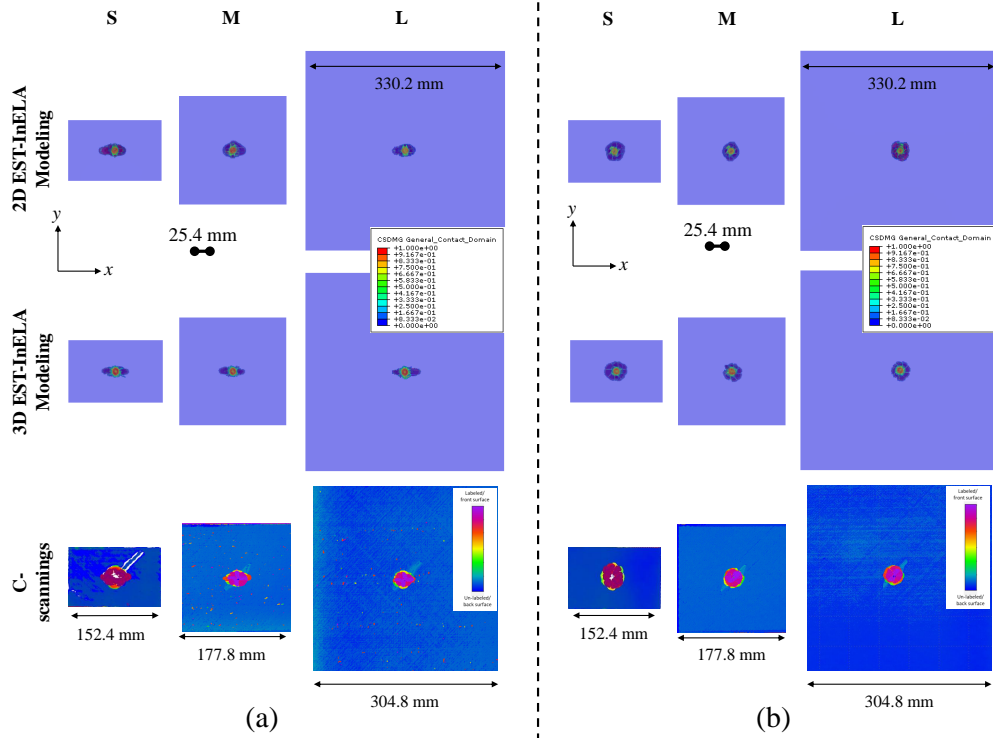 S M L
S M L
2D EST-InELA
Modeling
330.2 mm
330.2 mm
y
x
25.4 mm
25.4 mm
CSDMG General_Contact_Domain
+1.000e+00
+9.167e-01
+8.333e-01
+7.500e-01
+6.667e-01
+5.833e-01
+5.000e-01
+4.167e-01
+3.333e-01
+2.500e-01
+1.667e-01
+8.333e-02
+0.000e+00
CSDMG General_Contact_Domain
+1.000e+00
+9.167e-01
+8.333e-01
+7.500e-01
+6.667e-01
+5.833e-01
+5.000e-01
+4.167e-01
+3.333e-01
+2.500e-01
+1.667e-01
+8.333e-02
+0.000e+00
3D EST-InELA
Modeling
C-
scannings
Labeled/
front surface
Un-labeled/
back surface
Labeled/
front surface
Un-labeled/
back surface
152.4 mm
177.8 mm
304.8 mm
152.4 mm
177.8 mm
304.8 mm
(a)
(b)